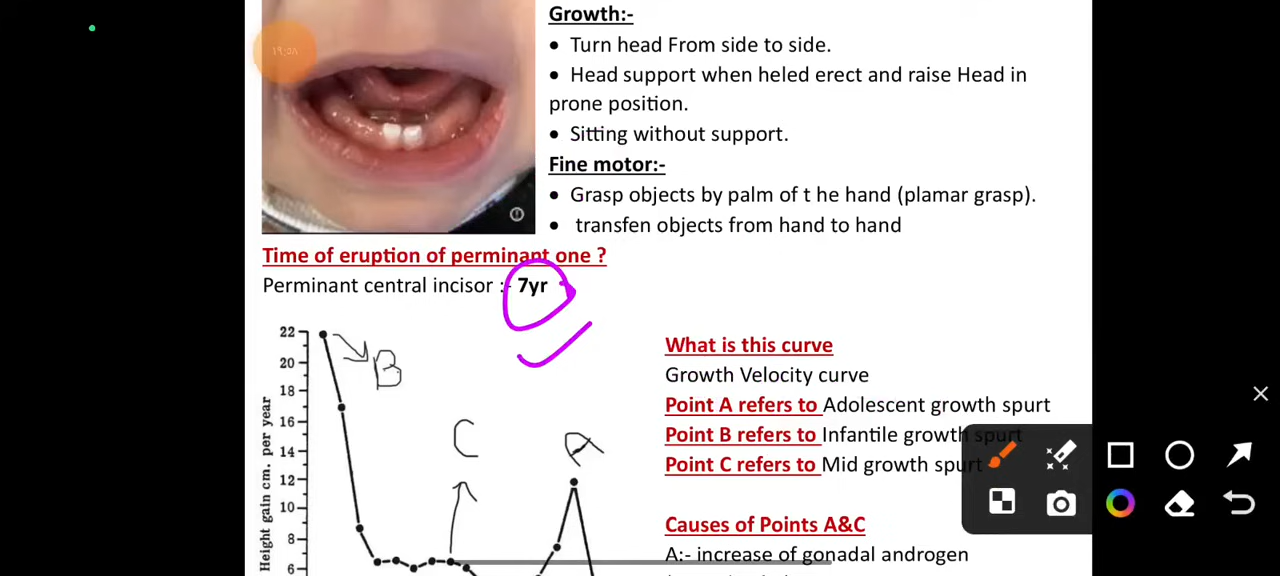 Growth:-
• Turn head From side to side.
• Head support when heled erect and raise Head in
prone position.
• Sitting without support.
Fine motor:-
• Grasp objects by palm of t he hand (plamar grasp).
• transfen objects from hand to hand
١٩:٥٨
Time of eruption of perminant one ?
Perminant central incisor :- 7yr
22
20
18
16
14
12
10
8
6
Height gain cm. per year
B
C
A
What is this curve
Growth Velocity curve
Point A refers to Adolescent growth spurt
Point B refers to Infantile growth spurt
Point C refers to Mid growth spurt
Causes of Points A&C
A:- increase of gonadal androgen